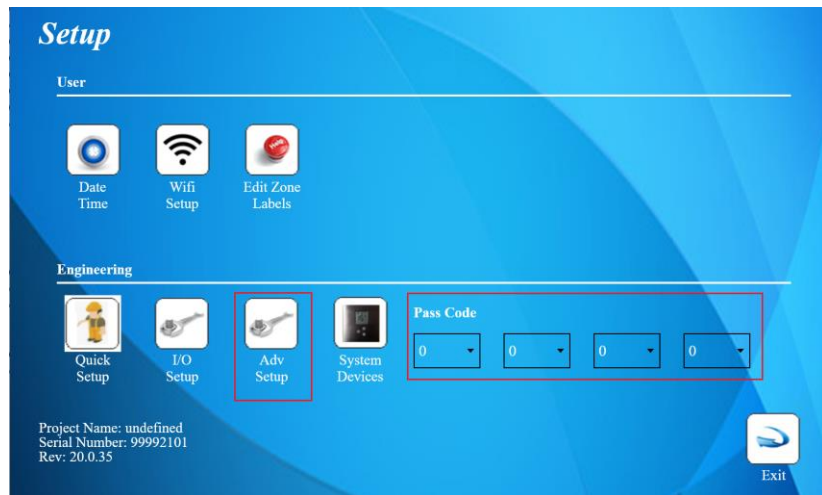 Setup
User
Date
Time
Wifi
Setup
Edit Zone
Labels
Engineering
Quick
Setup
I/O
Setup
Adv
Setup
System
Devices
Pass Code
0 0 0 0
Project Name: undefined
Serial Number: 99992101
Rev: 20.0.35
Exit